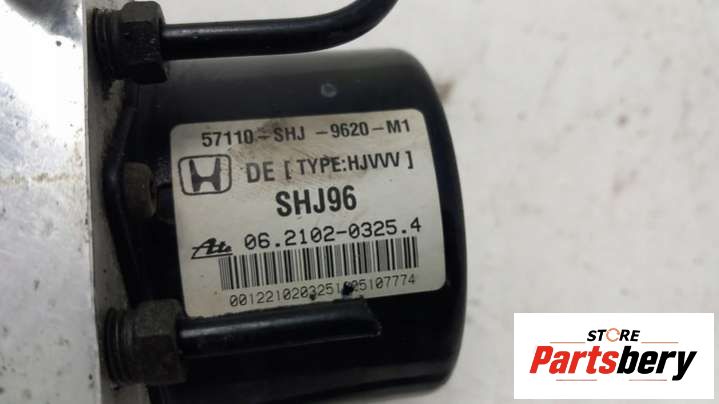 57110-SHJ -9620-M1
DE [ TYPE:HJVVV ]
SHJ96
Ate 06.2102-0325.4
STORE
Partsbery